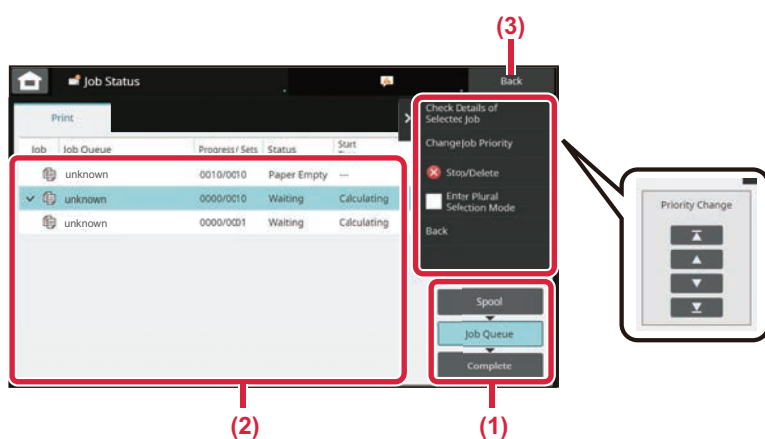 (3)
Job Status
Back
Print
Check Details of
Selected Job
Change Job Priority
Stop/Delete
Enter Plural
Selection Mode
Back
Job Job Queue Progress / Sets Status Start
unknown 0010/0010 Paper Empty ---
unknown 0000/0010 Waiting Calculating
unknown 0000/0001 Waiting Calculating
Priority Change
Spool
Job Queue
Complete
(2)
(1)